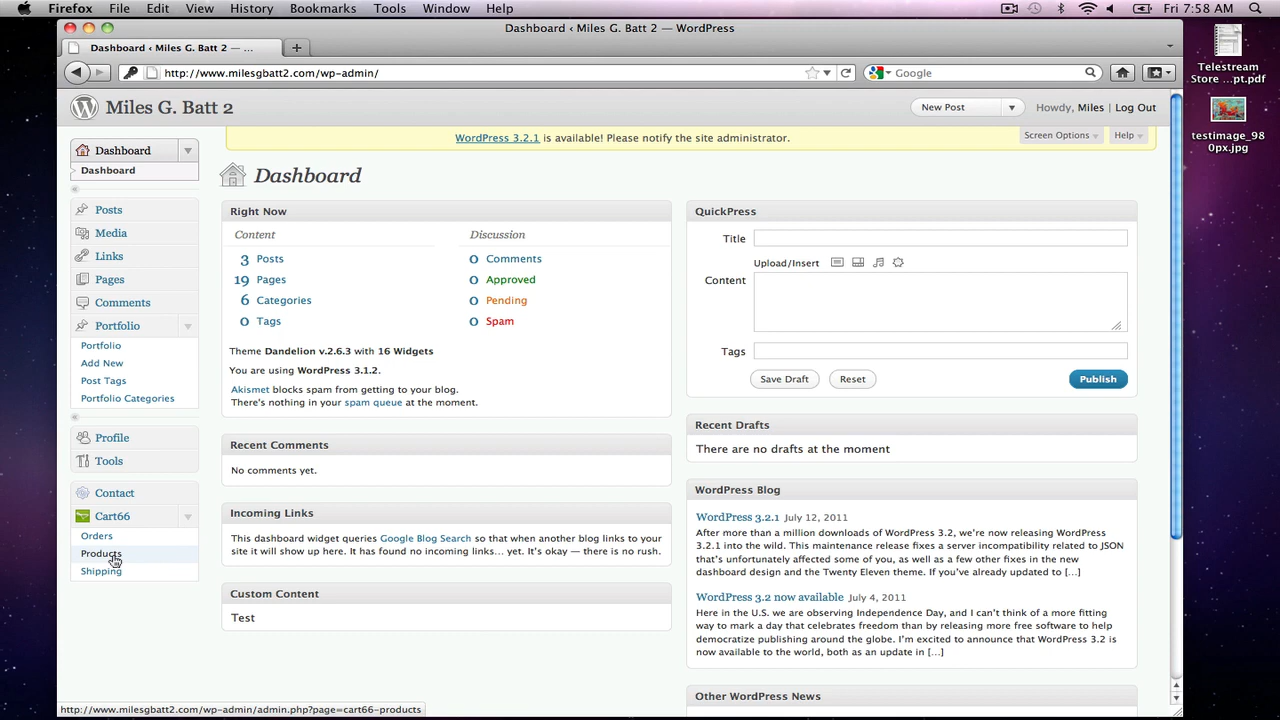 Firefox File Edit View History Bookmarks Tools Window Help Fri 7:58 AM
Dashboard ‹ Miles G. Batt 2 — WordPress
Dashboard ‹ Miles G. Batt 2 — ...
http://www.milesgbatt2.com/wp-admin/
Google
Telestream
Store ...pt.pdf
testimage_98
0px.jpg
Miles G. Batt 2
New Post
Howdy, Miles | Log Out
WordPress 3.2.1 is available! Please notify the site administrator.
Screen Options
Help
Dashboard
Dashboard
Posts
Media
Links
Pages
Comments
Portfolio
Portfolio
Add New
Post Tags
Portfolio Categories
Profile
Tools
Contact
Cart66
Orders
Products
Shipping
Dashboard
Right Now
Content
3 Posts
19 Pages
6 Categories
0 Tags
Discussion
0 Comments
0 Approved
0 Pending
0 Spam
Theme Dandelion v.2.6.3 with 16 Widgets
You are using WordPress 3.1.2.
Akismet blocks spam from getting to your blog.
There's nothing in your spam queue at the moment.
Recent Comments
No comments yet.
Incoming Links
This dashboard widget queries Google Blog Search so that when another blog links to your
site it will show up here. It has found no incoming links... yet. It's okay — there is no rush.
Custom Content
Test
QuickPress
Title
Upload/Insert
Content
Tags
Save Draft
Reset
Publish
Recent Drafts
There are no drafts at the moment
WordPress Blog
WordPress 3.2.1 July 12, 2011
After more than a million downloads of WordPress 3.2, we're now releasing WordPress
3.2.1 into the wild. This maintenance release fixes a server incompatibility related to JSON
that's unfortunately affected some of you, as well as a few other fixes in the new
dashboard design and the Twenty Eleven theme. If you've already updated to [...]
WordPress 3.2 now available July 4, 2011
Here in the U.S. we are observing Independence Day, and I can't think of a more fitting
way to mark a day that celebrates freedom than by releasing more free software to help
democratize publishing around the globe. I'm excited to announce that WordPress 3.2 is
now available to the world, both as an update in [...]
Other WordPress News
http://www.milesgbatt2.com/wp-admin/admin.php?page=cart66-products